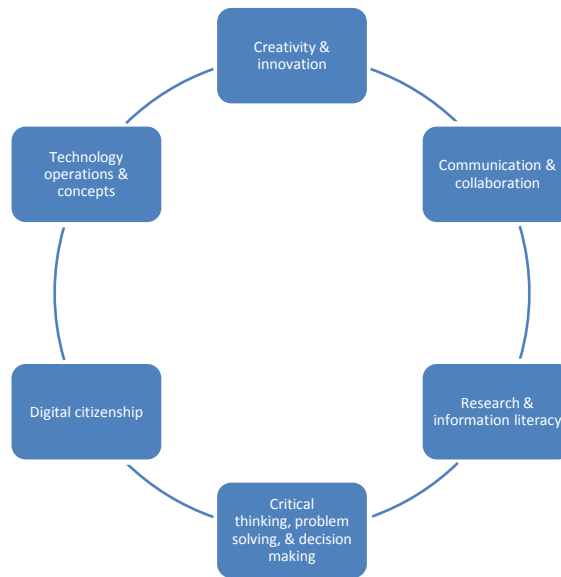 Creativity &
innovation
Communication &
collaboration
Research &
information literacy
Critical
thinking, problem
solving, & decision
making
Digital citizenship
Technology
operations &
concepts